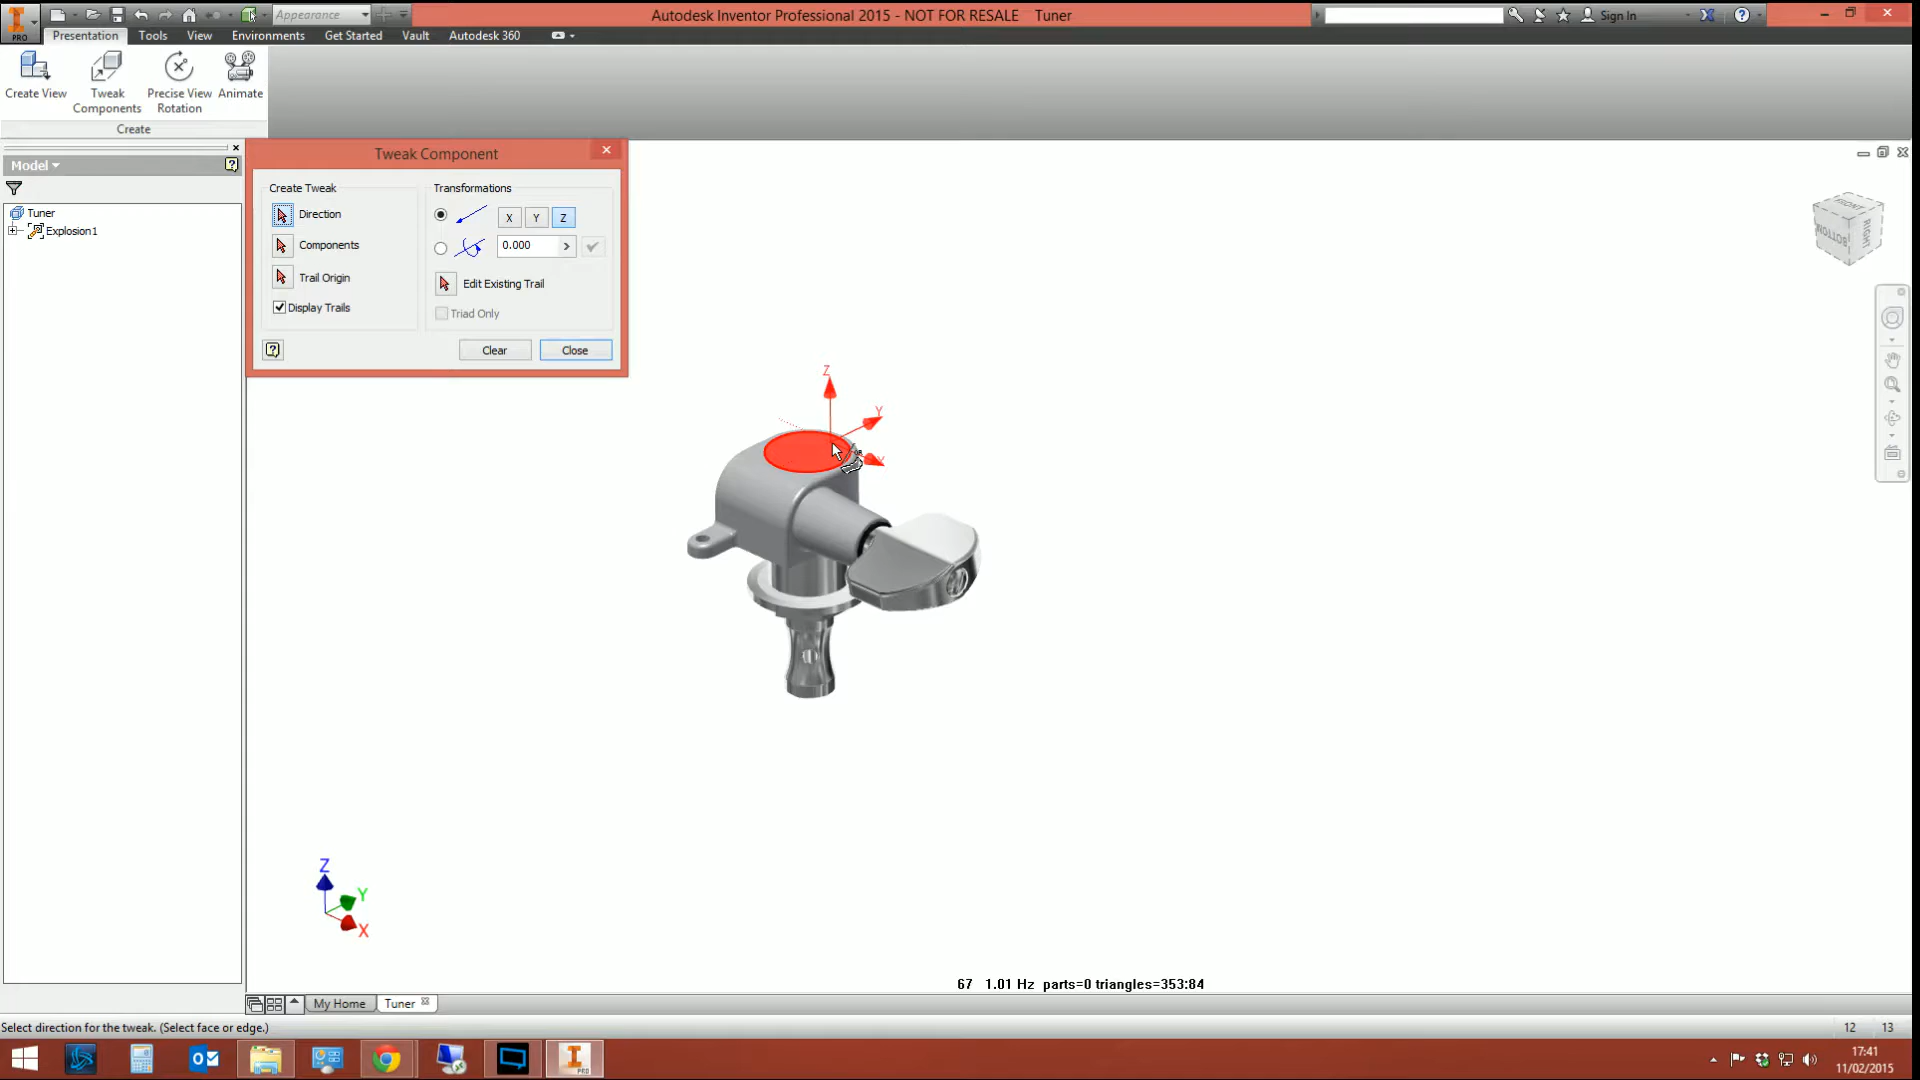 Appearance
Autodesk Inventor Professional 2015 - NOT FOR RESALE Tuner
Sign In
PRO
Presentation Tools View Environments Get Started Vault Autodesk 360
Create View
Tweak Components
Precise View Rotation
Animate
Create
Model
Tuner
Explosion1
Tweak Component
Create Tweak
Direction
Components
Trail Origin
Display Trails
Transformations
X Y Z
0.000
Edit Existing Trail
Triad Only
Clear Close
FRONT
BOTTOM
RIGHT
Z
Y
X
Z
Y
X
67 1.01 Hz parts=0 triangles=353:84
My Home Tuner
Select direction for the tweak. (Select face or edge.)
12 13
PRO
17:41
11/02/2015